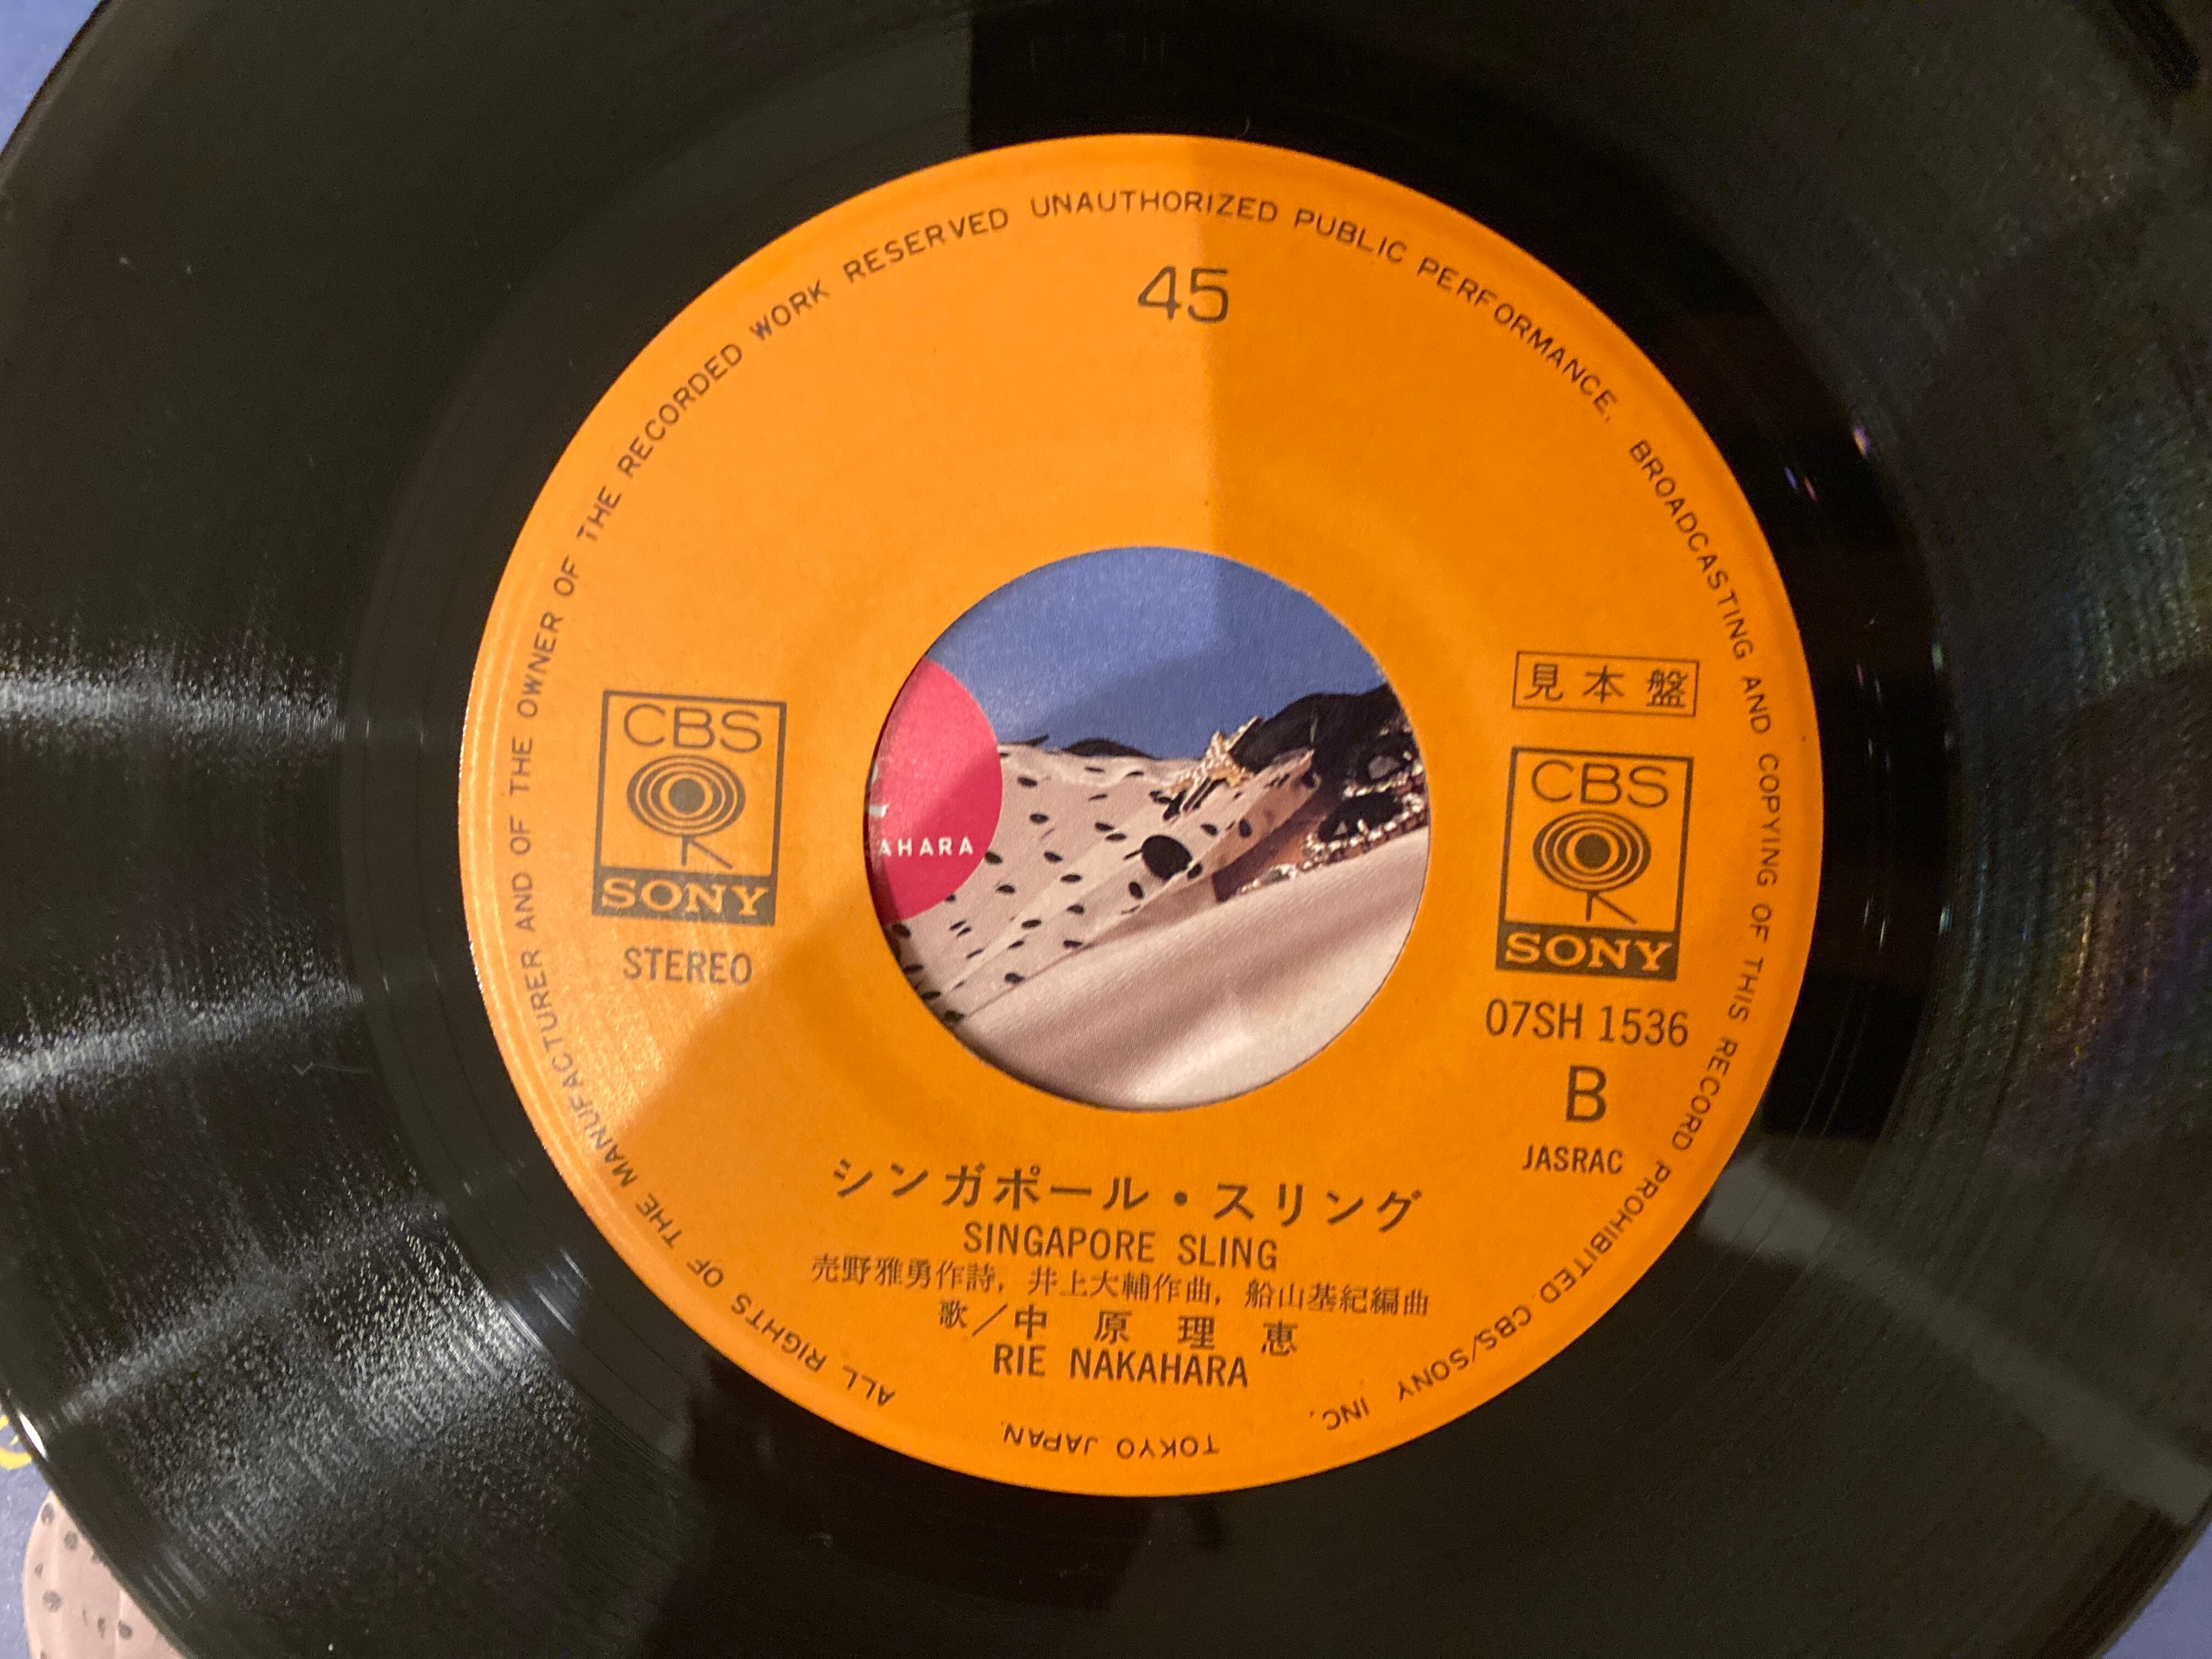 ALL RIGHTS OF THE MANUFACTURER AND OF THE OWNER OF THE RECORDED WORK RESERVED UNAUTHORIZED PUBLIC PERFORMANCE, BROADCASTING AND COPYING OF THIS RECORD PROHIBITED. CBS/SONY INC. TOKYO JAPAN.
45
CBS
SONY
STEREO
AHARA
見本盤
CBS
SONY
07SH 1536
B
JASRAC
シンガポール・スリング
SINGAPORE SLING
売野雅勇作詩, 井上大輔作曲, 船山基紀編曲
歌／中原理恵
RIE NAKAHARA